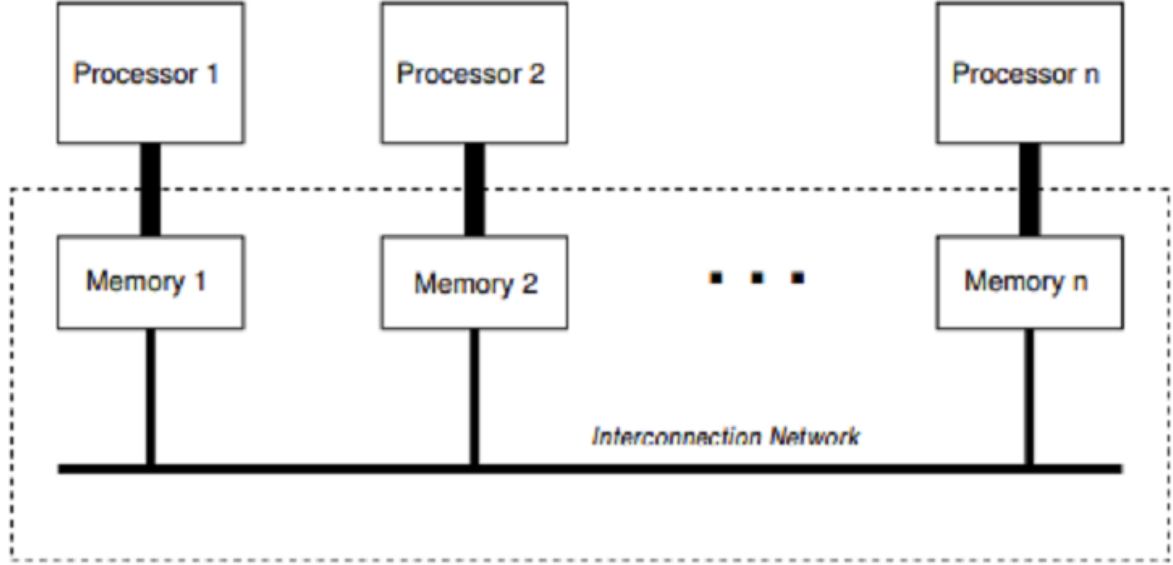 Processor 1
Processor 2
Processor n
Memory 1
Memory 2
Memory n
Interconnection Network